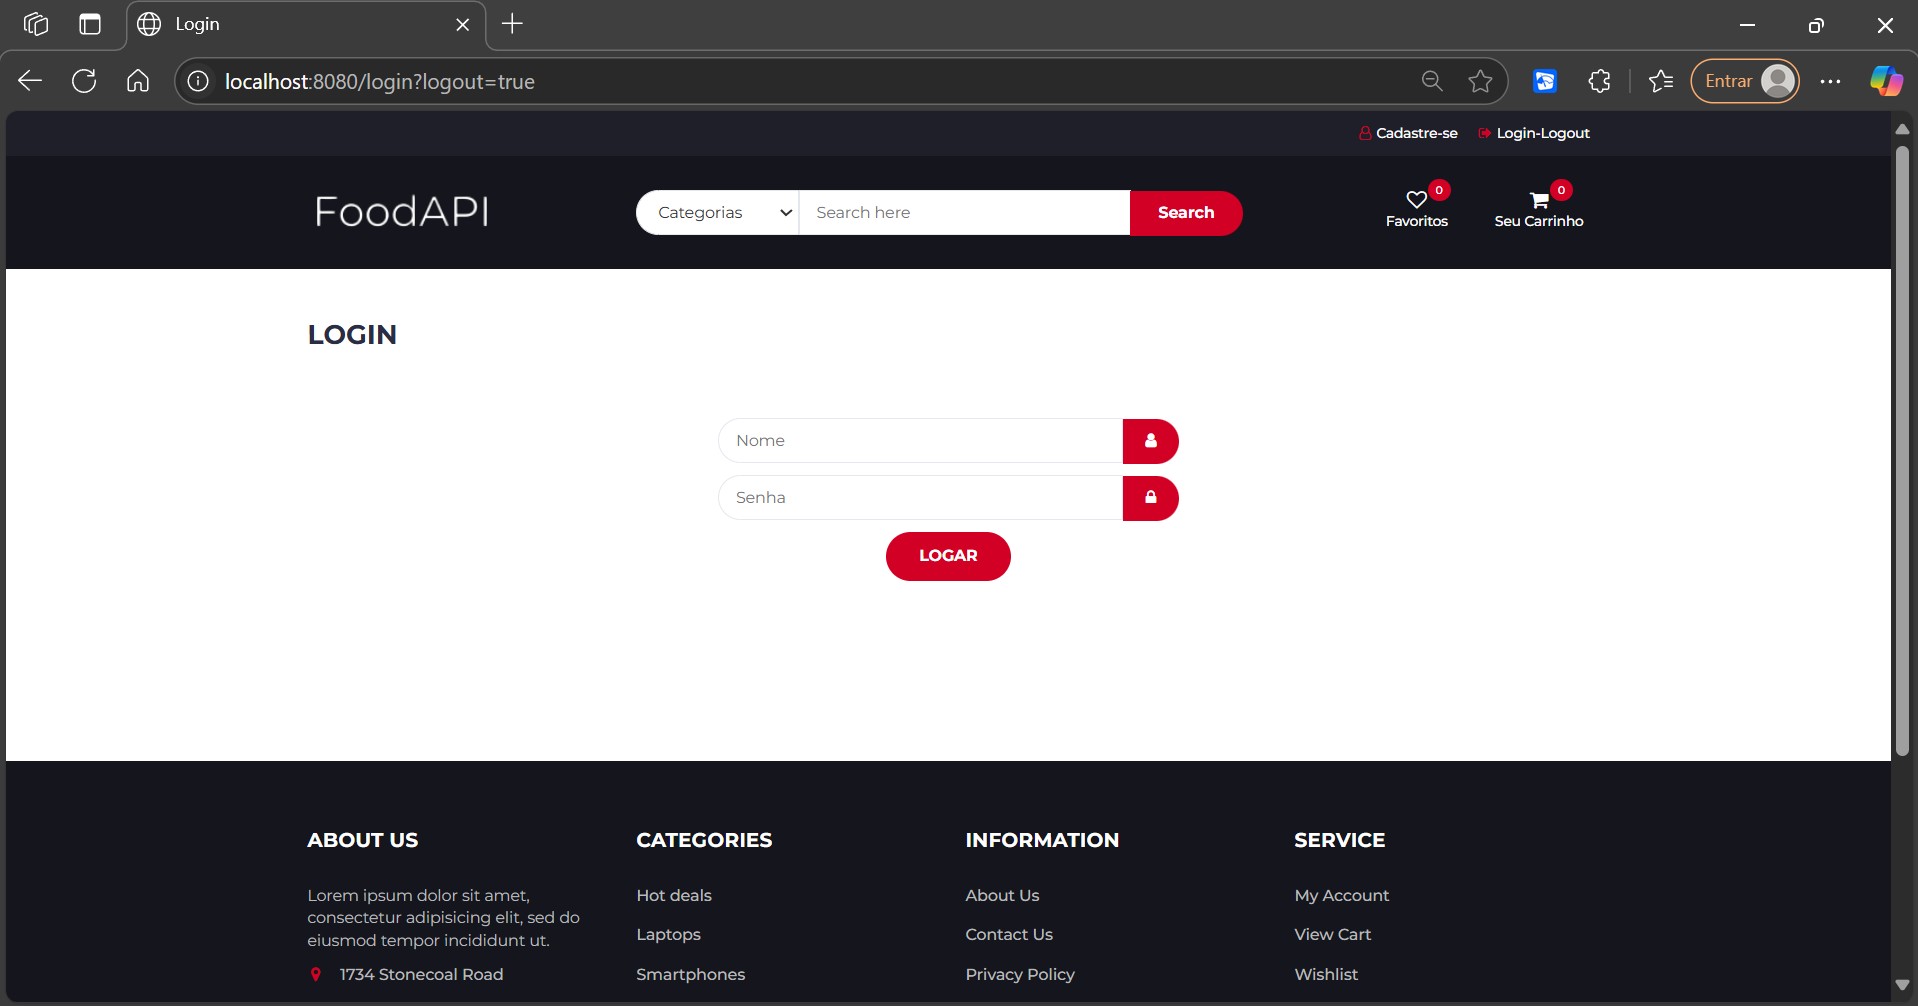 Login
localhost:8080/login?logout=true
Entrar
Cadastre-se
Login-Logout
FoodAPI
Categorias
Search here
Search
0
Favoritos
0
Seu Carrinho
LOGIN
Nome
Senha
LOGAR
ABOUT US
Lorem ipsum dolor sit amet,
consectetur adipisicing elit, sed do
eiusmod tempor incididunt ut.
1734 Stonecoal Road
CATEGORIES
Hot deals
Laptops
Smartphones
INFORMATION
About Us
Contact Us
Privacy Policy
SERVICE
My Account
View Cart
Wishlist